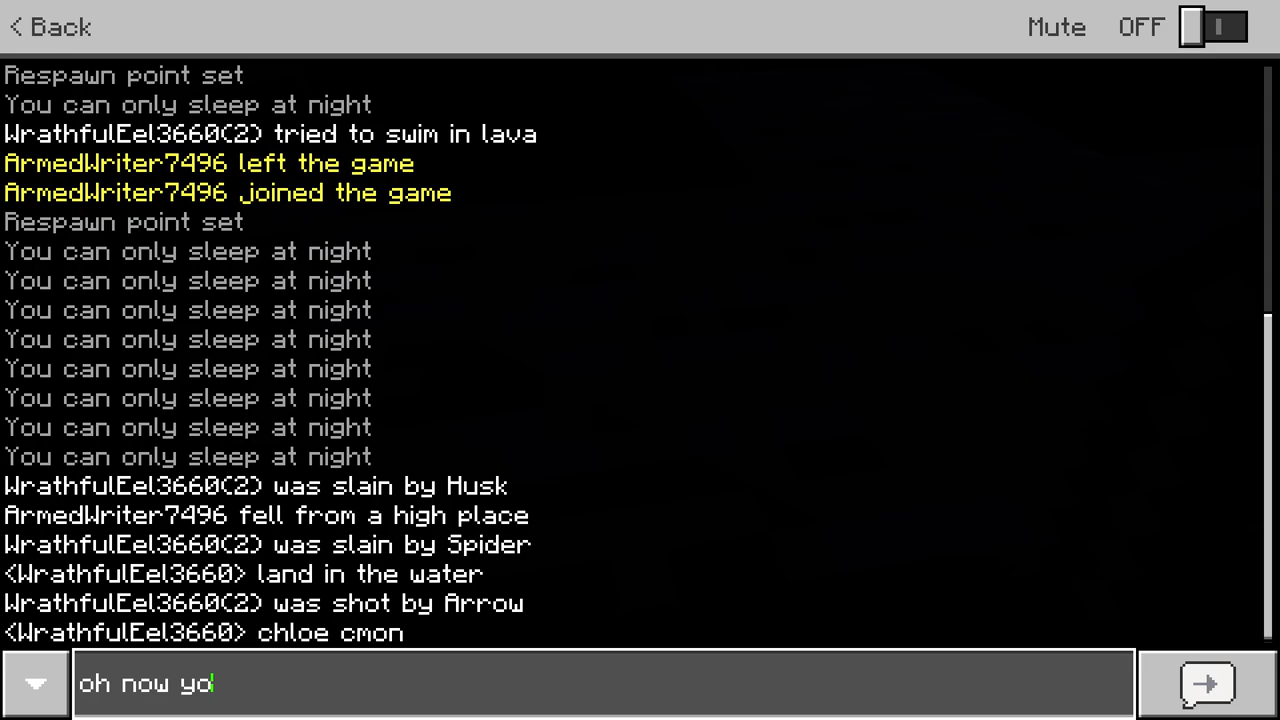 < Back
Mute OFF
Respawn point set
You can only sleep at night
WrathfulEel3660(2) tried to swim in lava
ArmedWriter7496 left the game
ArmedWriter7496 joined the game
Respawn point set
You can only sleep at night
You can only sleep at night
You can only sleep at night
You can only sleep at night
You can only sleep at night
You can only sleep at night
You can only sleep at night
You can only sleep at night
WrathfulEel3660(2) was slain by Husk
ArmedWriter7496 fell from a high place
WrathfulEel3660(2) was slain by Spider
<WrathfulEel3660> land in the water
WrathfulEel3660(2) was shot by Arrow
<WrathfulEel3660> chloe cmon
oh now yo